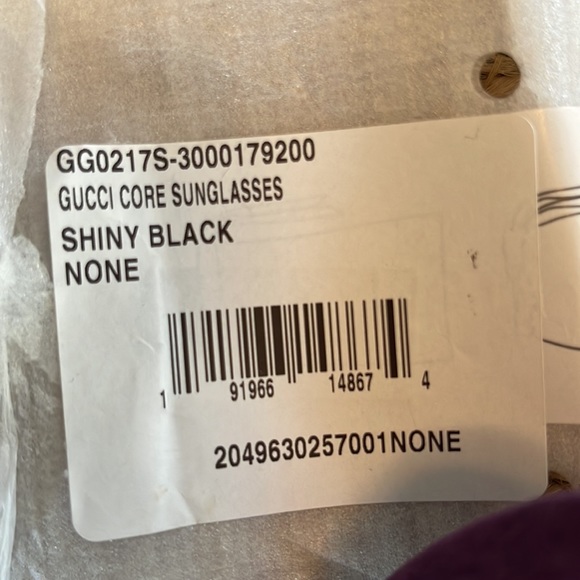 GG0217S-3000179200
GUCCI CORE SUNGLASSES
SHINY BLACK
NONE
1 91966 14867 4
2049630257001NONE